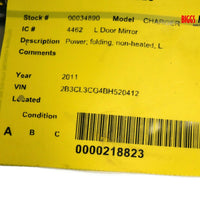 Stock # 00034890 Model CHARGER
BIGGS
IC # 4462 L Door Mirror
Description Power; folding, non-heated, L
Comments
Year 2011
VIN 2B3CL3CG4BH520412
Located
Condition
A B C
0000218823